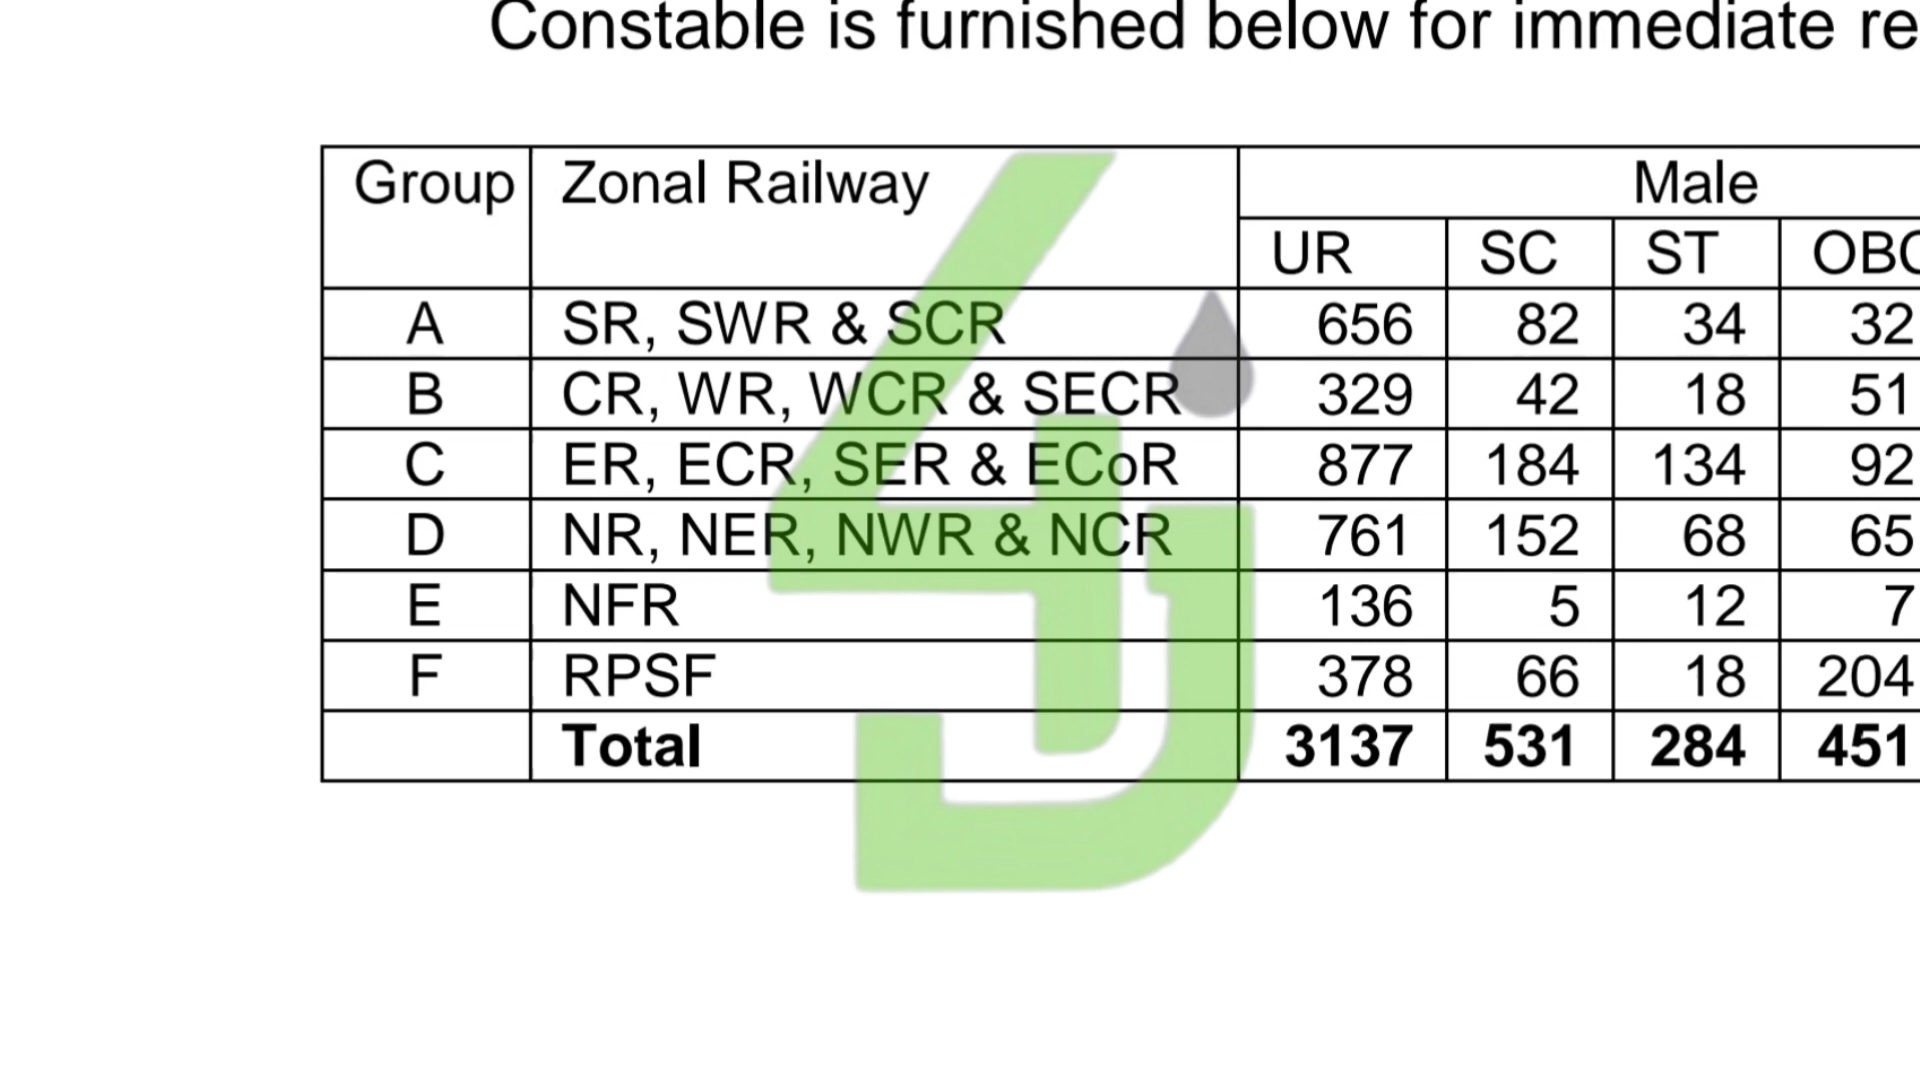 Constable is furnished below for immediate re
Group Zonal Railway Male
UR SC ST OBC
A SR, SWR & SCR 656 82 34 32
B CR, WR, WCR & SECR 329 42 18 51
C ER, ECR, SER & ECoR 877 184 134 92
D NR, NER, NWR & NCR 761 152 68 65
E NFR 136 5 12 7
F RPSF 378 66 18 204
Total 3137 531 284 451